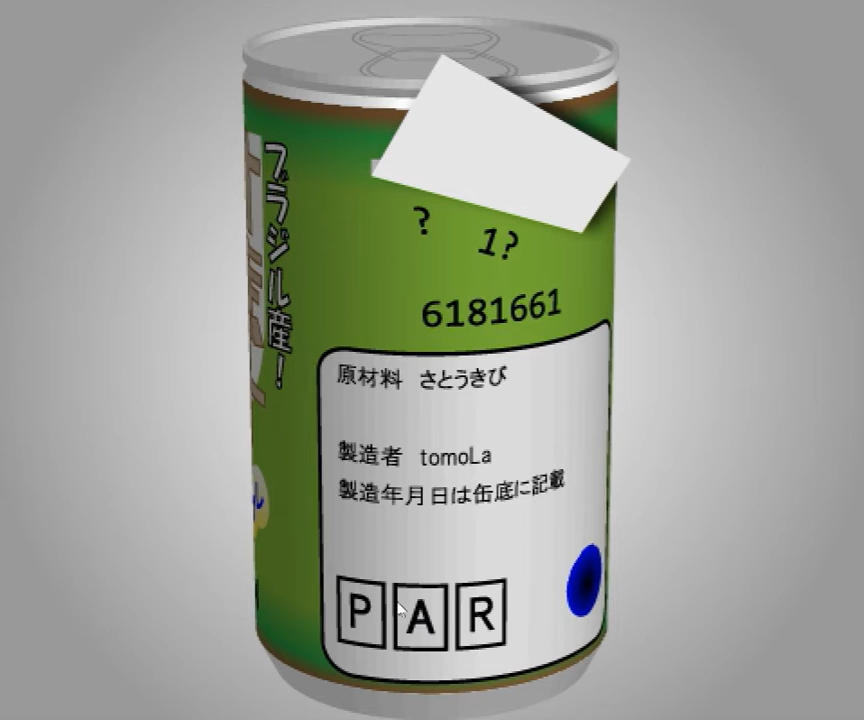 ブラジル産!
?
1?
6181661
原材料 さとうきび
製造者 tomoLa
製造年月日は缶底に記載
P A R